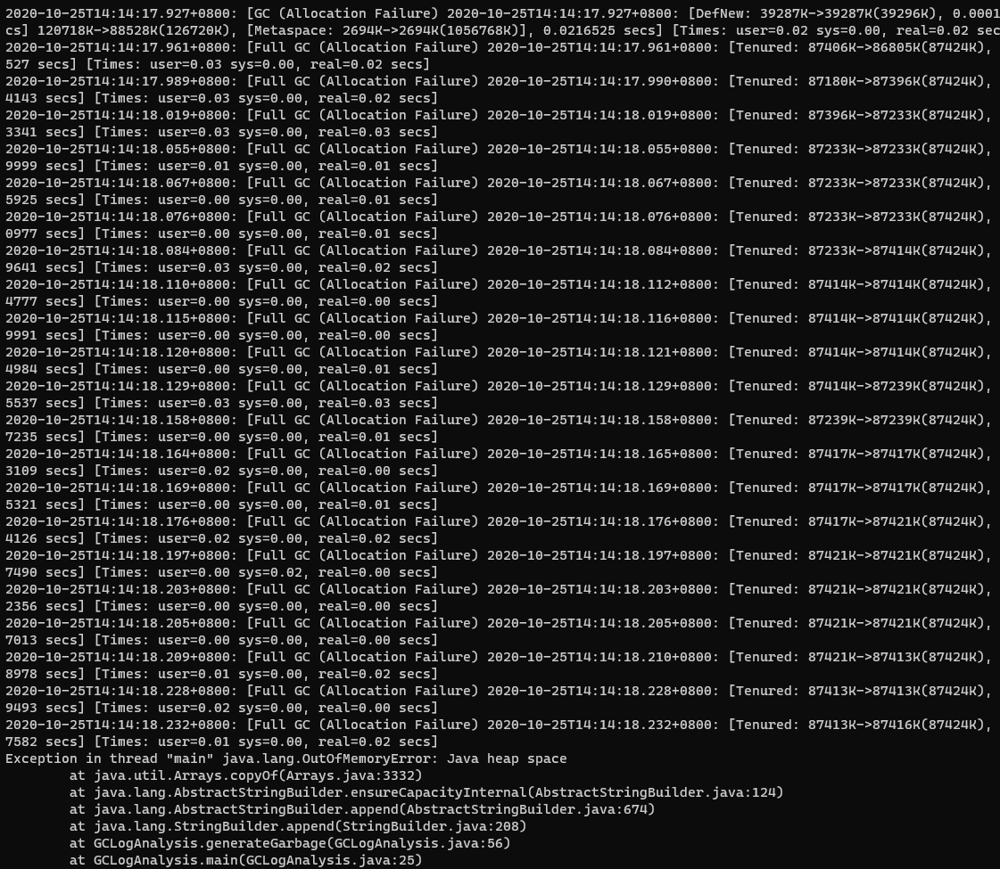 2020-10-25T14:14:17.927+0800: [GC (Allocation Failure) 2020-10-25T14:14:17.927+0800: [DefNew: 39287K->39287K(39296K), 0.0001
cs] 120718K->88528K(126720K), [Metaspace: 2694K->2694K(1056768K)], 0.0216525 secs] [Times: user=0.02 sys=0.00, real=0.02 sec
2020-10-25T14:14:17.961+0800: [Full GC (Allocation Failure) 2020-10-25T14:14:17.961+0800: [Tenured: 87406K->86805K(87424K),
527 secs] [Times: user=0.03 sys=0.00, real=0.02 secs]
2020-10-25T14:14:17.989+0800: [Full GC (Allocation Failure) 2020-10-25T14:14:17.990+0800: [Tenured: 87180K->87396K(87424K),
4143 secs] [Times: user=0.03 sys=0.00, real=0.02 secs]
2020-10-25T14:14:18.019+0800: [Full GC (Allocation Failure) 2020-10-25T14:14:18.019+0800: [Tenured: 87396K->87233K(87424K),
3341 secs] [Times: user=0.03 sys=0.00, real=0.03 secs]
2020-10-25T14:14:18.055+0800: [Full GC (Allocation Failure) 2020-10-25T14:14:18.055+0800: [Tenured: 87233K->87233K(87424K),
9999 secs] [Times: user=0.01 sys=0.00, real=0.01 secs]
2020-10-25T14:14:18.067+0800: [Full GC (Allocation Failure) 2020-10-25T14:14:18.067+0800: [Tenured: 87233K->87233K(87424K),
5925 secs] [Times: user=0.00 sys=0.00, real=0.01 secs]
2020-10-25T14:14:18.076+0800: [Full GC (Allocation Failure) 2020-10-25T14:14:18.076+0800: [Tenured: 87233K->87233K(87424K),
0977 secs] [Times: user=0.00 sys=0.00, real=0.01 secs]
2020-10-25T14:14:18.084+0800: [Full GC (Allocation Failure) 2020-10-25T14:14:18.084+0800: [Tenured: 87233K->87414K(87424K),
9641 secs] [Times: user=0.03 sys=0.00, real=0.02 secs]
2020-10-25T14:14:18.110+0800: [Full GC (Allocation Failure) 2020-10-25T14:14:18.112+0800: [Tenured: 87414K->87414K(87424K),
4777 secs] [Times: user=0.00 sys=0.00, real=0.00 secs]
2020-10-25T14:14:18.115+0800: [Full GC (Allocation Failure) 2020-10-25T14:14:18.116+0800: [Tenured: 87414K->87414K(87424K),
9991 secs] [Times: user=0.00 sys=0.00, real=0.00 secs]
2020-10-25T14:14:18.120+0800: [Full GC (Allocation Failure) 2020-10-25T14:14:18.121+0800: [Tenured: 87414K->87414K(87424K),
4984 secs] [Times: user=0.00 sys=0.00, real=0.01 secs]
2020-10-25T14:14:18.129+0800: [Full GC (Allocation Failure) 2020-10-25T14:14:18.129+0800: [Tenured: 87414K->87239K(87424K),
5537 secs] [Times: user=0.03 sys=0.00, real=0.03 secs]
2020-10-25T14:14:18.158+0800: [Full GC (Allocation Failure) 2020-10-25T14:14:18.158+0800: [Tenured: 87239K->87239K(87424K),
7235 secs] [Times: user=0.00 sys=0.00, real=0.01 secs]
2020-10-25T14:14:18.164+0800: [Full GC (Allocation Failure) 2020-10-25T14:14:18.165+0800: [Tenured: 87417K->87417K(87424K),
3109 secs] [Times: user=0.02 sys=0.00, real=0.00 secs]
2020-10-25T14:14:18.169+0800: [Full GC (Allocation Failure) 2020-10-25T14:14:18.169+0800: [Tenured: 87417K->87417K(87424K),
5321 secs] [Times: user=0.00 sys=0.00, real=0.01 secs]
2020-10-25T14:14:18.176+0800: [Full GC (Allocation Failure) 2020-10-25T14:14:18.176+0800: [Tenured: 87417K->87421K(87424K),
4126 secs] [Times: user=0.02 sys=0.00, real=0.02 secs]
2020-10-25T14:14:18.197+0800: [Full GC (Allocation Failure) 2020-10-25T14:14:18.197+0800: [Tenured: 87421K->87421K(87424K),
7490 secs] [Times: user=0.00 sys=0.02, real=0.00 secs]
2020-10-25T14:14:18.203+0800: [Full GC (Allocation Failure) 2020-10-25T14:14:18.203+0800: [Tenured: 87421K->87421K(87424K),
2356 secs] [Times: user=0.00 sys=0.00, real=0.00 secs]
2020-10-25T14:14:18.205+0800: [Full GC (Allocation Failure) 2020-10-25T14:14:18.205+0800: [Tenured: 87421K->87421K(87424K),
7013 secs] [Times: user=0.00 sys=0.00, real=0.00 secs]
2020-10-25T14:14:18.209+0800: [Full GC (Allocation Failure) 2020-10-25T14:14:18.210+0800: [Tenured: 87421K->87413K(87424K),
8978 secs] [Times: user=0.01 sys=0.00, real=0.02 secs]
2020-10-25T14:14:18.228+0800: [Full GC (Allocation Failure) 2020-10-25T14:14:18.228+0800: [Tenured: 87413K->87413K(87424K),
9493 secs] [Times: user=0.02 sys=0.00, real=0.00 secs]
2020-10-25T14:14:18.232+0800: [Full GC (Allocation Failure) 2020-10-25T14:14:18.232+0800: [Tenured: 87413K->87416K(87424K),
7582 secs] [Times: user=0.01 sys=0.00, real=0.02 secs]
Exception in thread "main" java.lang.OutOfMemoryError: Java heap space
at java.util.Arrays.copyOf(Arrays.java:3332)
at java.lang.AbstractStringBuilder.ensureCapacityInternal(AbstractStringBuilder.java:124)
at java.lang.AbstractStringBuilder.append(AbstractStringBuilder.java:674)
at java.lang.StringBuilder.append(StringBuilder.java:208)
at GCLogAnalysis.generateGarbage(GCLogAnalysis.java:56)
at GCLogAnalysis.main(GCLogAnalysis.java:25)